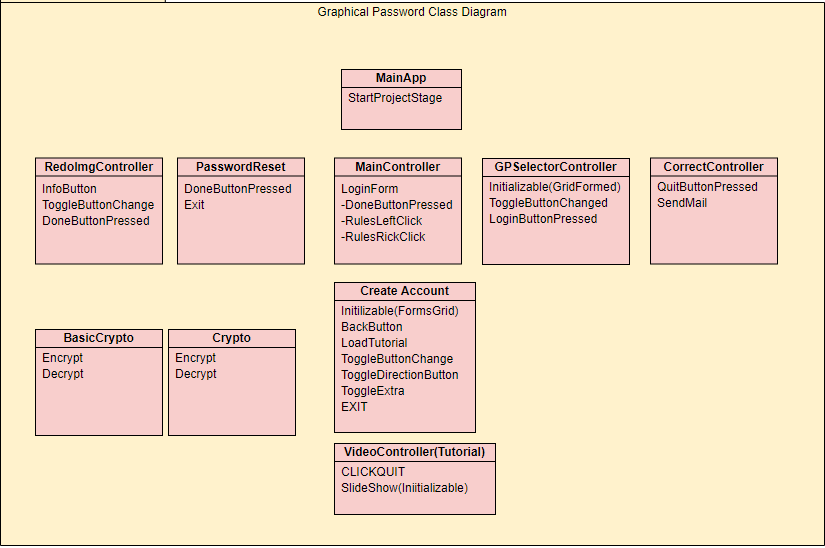 Graphical Password Class Diagram
MainApp
StartProjectStage
RedoImgController
InfoButton
ToggleButtonChange
DoneButtonPressed
PasswordReset
DoneButtonPressed
Exit
MainController
LoginForm
-DoneButtonPressed
-RulesLeftClick
-RulesRickClick
GPSelectorController
Initializable(GridFormed)
ToggleButtonChanged
LoginButtonPressed
CorrectController
QuitButtonPressed
SendMail
BasicCrypto
Encrypt
Decrypt
Crypto
Encrypt
Decrypt
Create Account
Initilizable(FormsGrid)
BackButton
LoadTutorial
ToggleButtonChange
ToggleDirectionButton
ToggleExtra
EXIT
VideoController(Tutorial)
CLICKQUIT
SlideShow(Iniitializable)